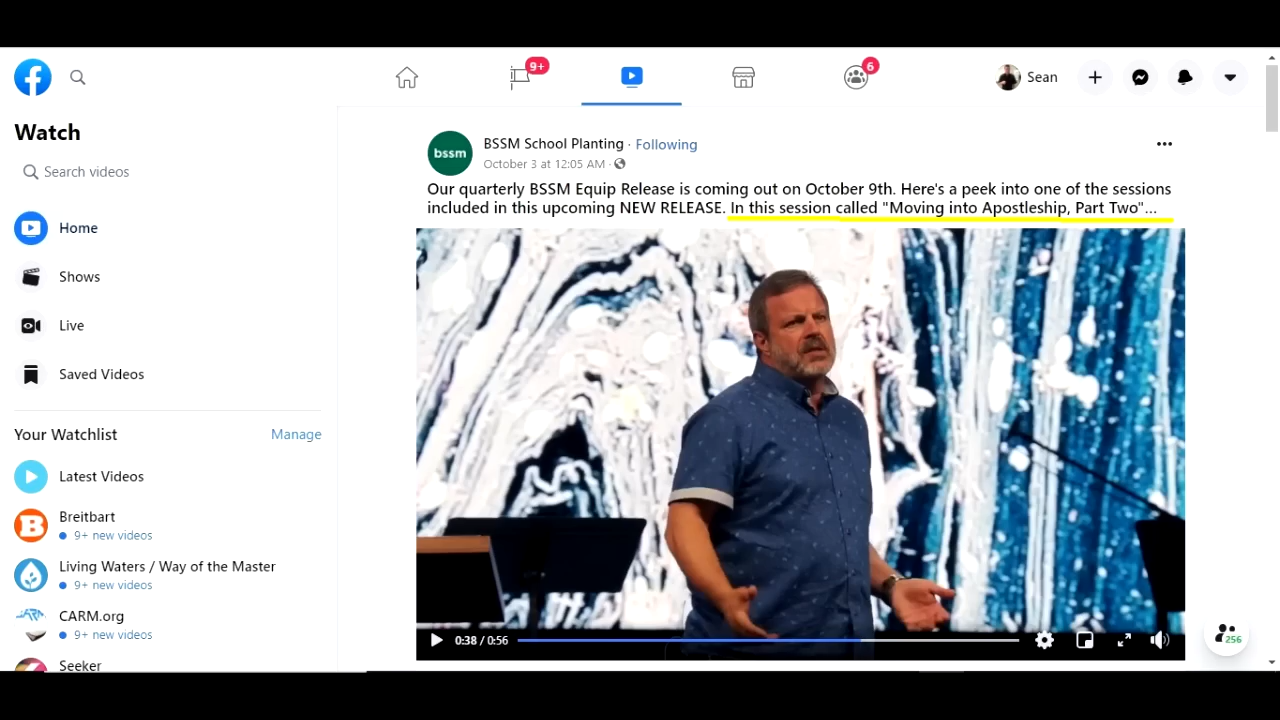 9+
6
Sean
Watch
Search videos
Home
Shows
Live
Saved Videos
Your Watchlist
Manage
Latest Videos
Breitbart
9+ new videos
Living Waters / Way of the Master
9+ new videos
CARM.org
9+ new videos
Seeker
bssm
BSSM School Planting · Following
October 3 at 12:05 AM ·
Our quarterly BSSM Equip Release is coming out on October 9th. Here's a peek into one of the sessions
included in this upcoming NEW RELEASE. In this session called "Moving into Apostleship, Part Two"...
0:38 / 0:56
256